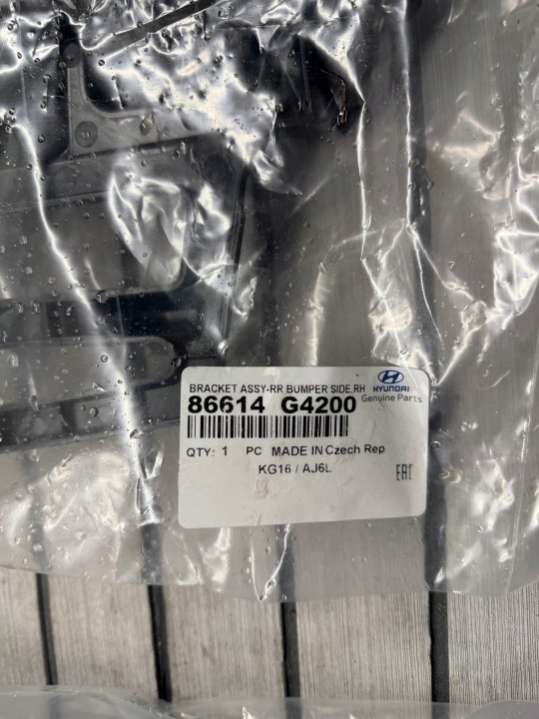 BRACKET ASSY-RR BUMPER SIDE,RH
HYUNDAI
86614 G4200
Genuine Parts
QTY: 1 PC MADE IN Czech Rep
KG16 / AJ6L
EAC